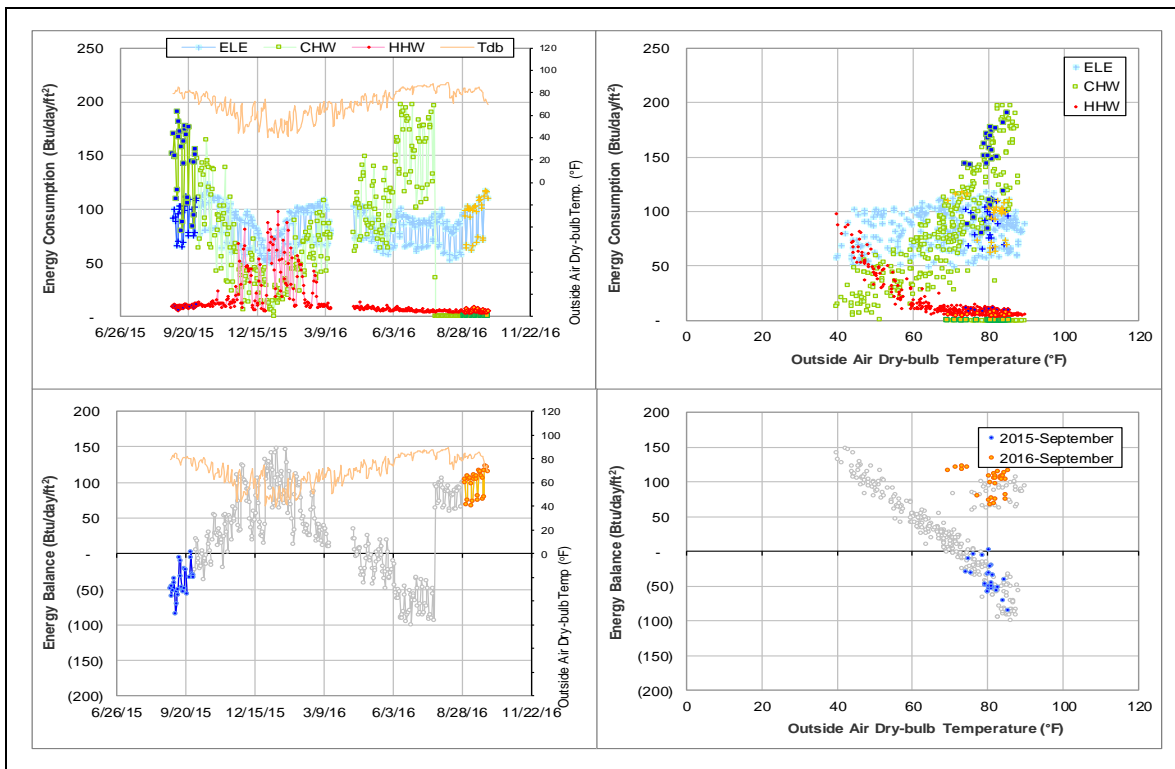 250
200
150
100
50
-
Energy Consumption (Btu/day/ft²)
ELE CHW HHW Tdb
120
100
80
60
40
20
0
Outside Air Dry-bulb Temp. (°F)
6/26/15 9/20/15 12/15/15 3/9/16 6/3/16 8/28/16 11/22/16
250
200
150
100
50
-
Energy Consumption (Btu/day/ft²)
ELE
CHW
HHW
0 20 40 60 80 100 120
Outside Air Dry-bulb Temperature (°F)
200
150
100
50
-
(50)
(100)
(150)
(200)
Energy Balance (Btu/day/ft²)
120
100
80
60
40
20
0
Outside Air Dry-bulb Temp (°F)
6/26/15 9/20/15 12/15/15 3/9/16 6/3/16 8/28/16 11/22/16
200
150
100
50
-
(50)
(100)
(150)
(200)
Energy Balance (Btu/day/ft²)
2015-September
2016-September
0 20 40 60 80 100 120
Outside Air Dry-bulb Temperature (°F)